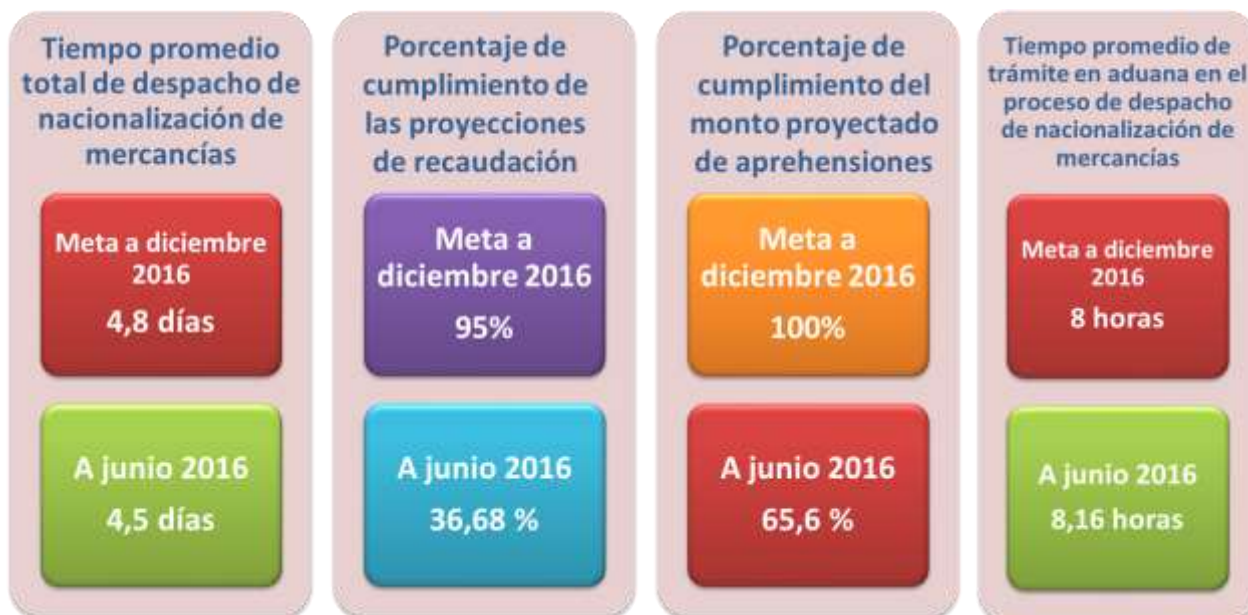 Tiempo promedio
total de despacho de
nacionalización de
mercancías
Meta a diciembre
2016
4,8 días
A junio 2016
4,5 días
Porcentaje de
cumplimiento de
las proyecciones
de recaudación
Meta a
diciembre 2016
95%
A junio 2016
36,68 %
Porcentaje de
cumplimiento del
monto proyectado
de aprehensiones
Meta a
diciembre 2016
100%
A junio 2016
65,6 %
Tiempo promedio de
trámite en aduana en el
proceso de despacho
de nacionalización de
mercancías
Meta a diciembre
2016
8 horas
A junio 2016
8,16 horas